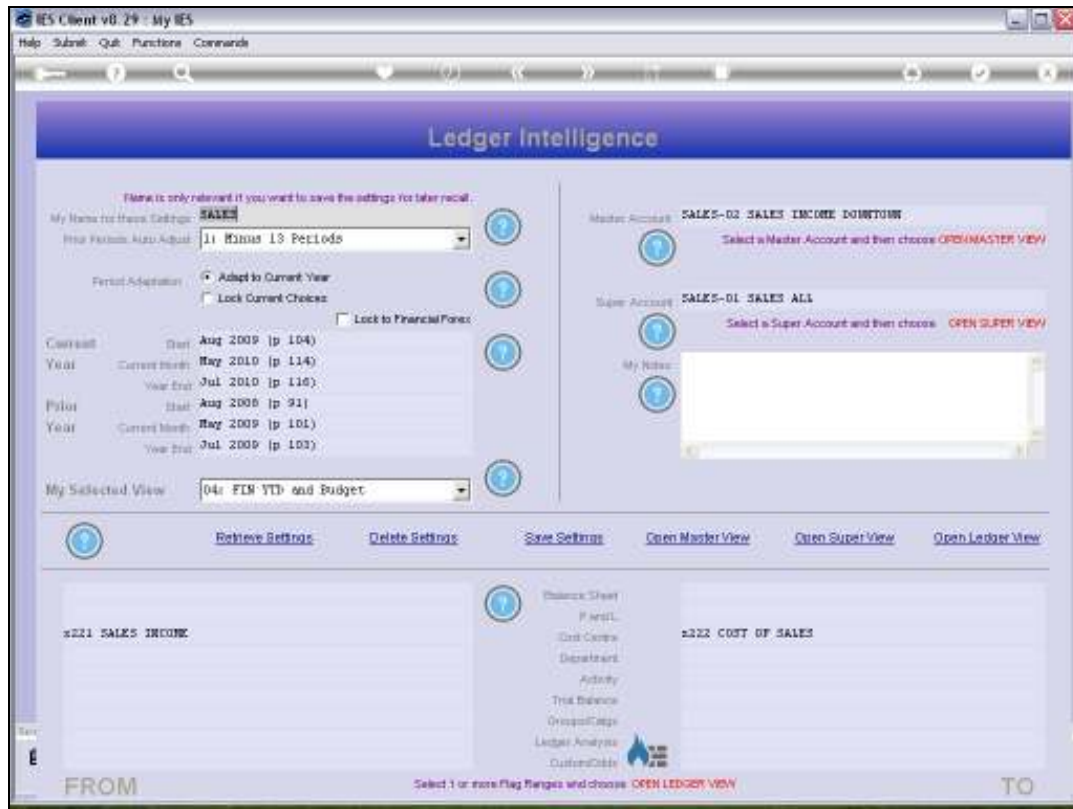 IES Client v8.29 : My IES
Help Submit Quit Functions Commands
Ledger Intelligence
Name is only relevant if you want to save the settings for later recall.
My Name for these Settings SALES
Prior Periods Auto Adjust 1: Minus 13 Periods
Period Adaptation Adapt to Current Year
Lock Current Choices
Lock to Financial Forex
Current Start Aug 2009 (p 104)
Year Current Month May 2010 (p 114)
Year End Jul 2010 (p 116)
Prior Start Aug 2008 (p 91)
Year Current Month May 2009 (p 101)
Year End Jul 2009 (p 103)
My Selected View 04: FIN YTD and Budget
Master Account SALES-02 SALES INCOME DOWNTOWN
Select a Master Account and then choose OPEN MASTER VIEW
Super Account SALES-01 SALES ALL
Select a Super Account and then choose OPEN SUPER VIEW
My Notes
Retrieve Settings Delete Settings Save Settings Open Master View Open Super View Open Ledger View
Balance Sheet
P and L
s221 SALES INCOME Cost Centre s222 COST OF SALES
Department
Activity
Trial Balance
Ledger Analysis
FROM Select 1 or more Flag Ranges and choose OPEN LEDGER VIEW TO